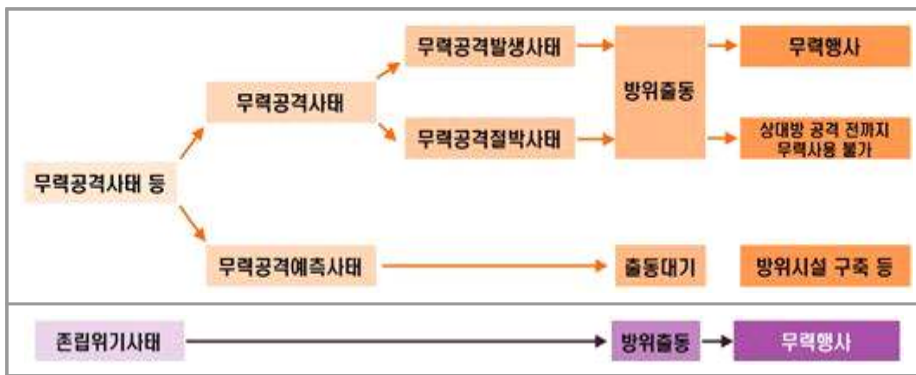 무력공격발생사태
무력행사
방위출동
무력공격사태
무력공격절박사태
상대방 공격 전까지
무력사용 불가
무력공격사태 등
무력공격예측사태
출동대기
방위시설 구축 등
존립위기사태
방위출동
무력행사